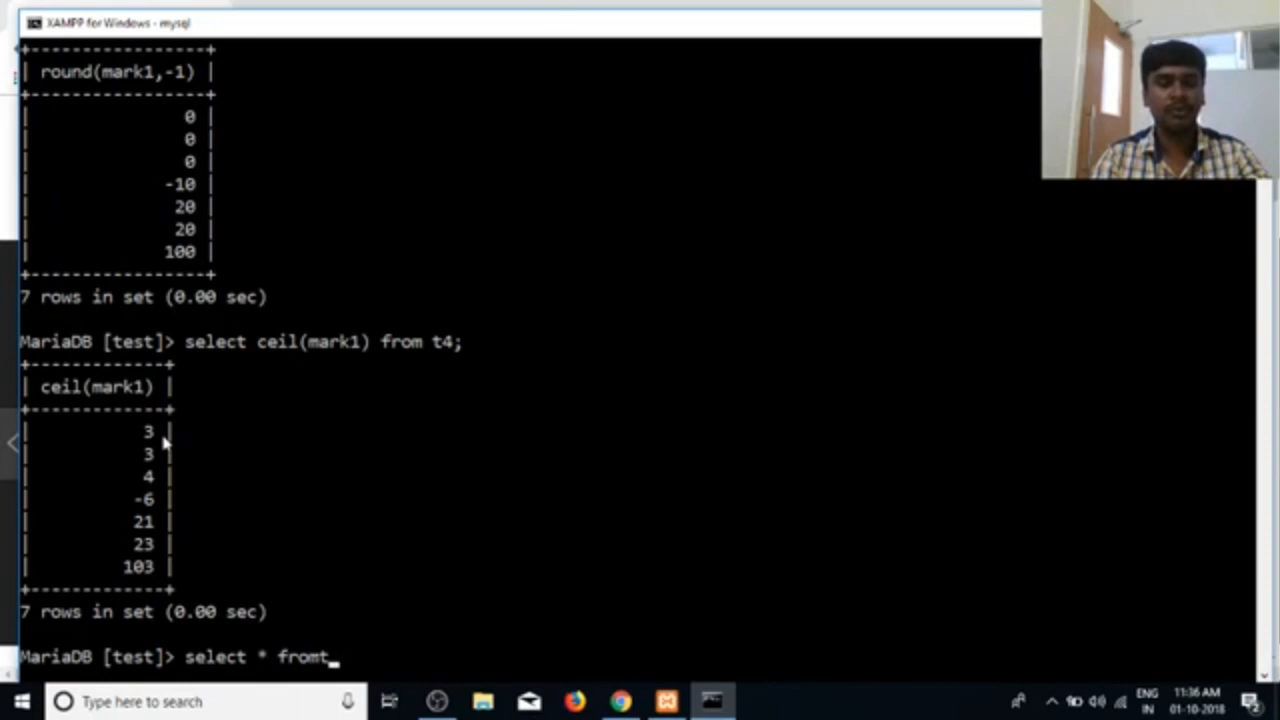 XAMPP for Windows - mysql
+-----------------+
| round(mark1,-1) |
+-----------------+
| 0 |
| 0 |
| 0 |
| -10 |
| 20 |
| 20 |
| 100 |
+-----------------+
7 rows in set (0.00 sec)
MariaDB [test]> select ceil(mark1) from t4;
+-------------+
| ceil(mark1) |
+-------------+
| 3 |
| 3 |
| 4 |
| -6 |
| 21 |
| 23 |
| 103 |
+-------------+
7 rows in set (0.00 sec)
MariaDB [test]> select * fromt_
Type here to search
ENG
IN
11:36 AM
01-10-2018
2